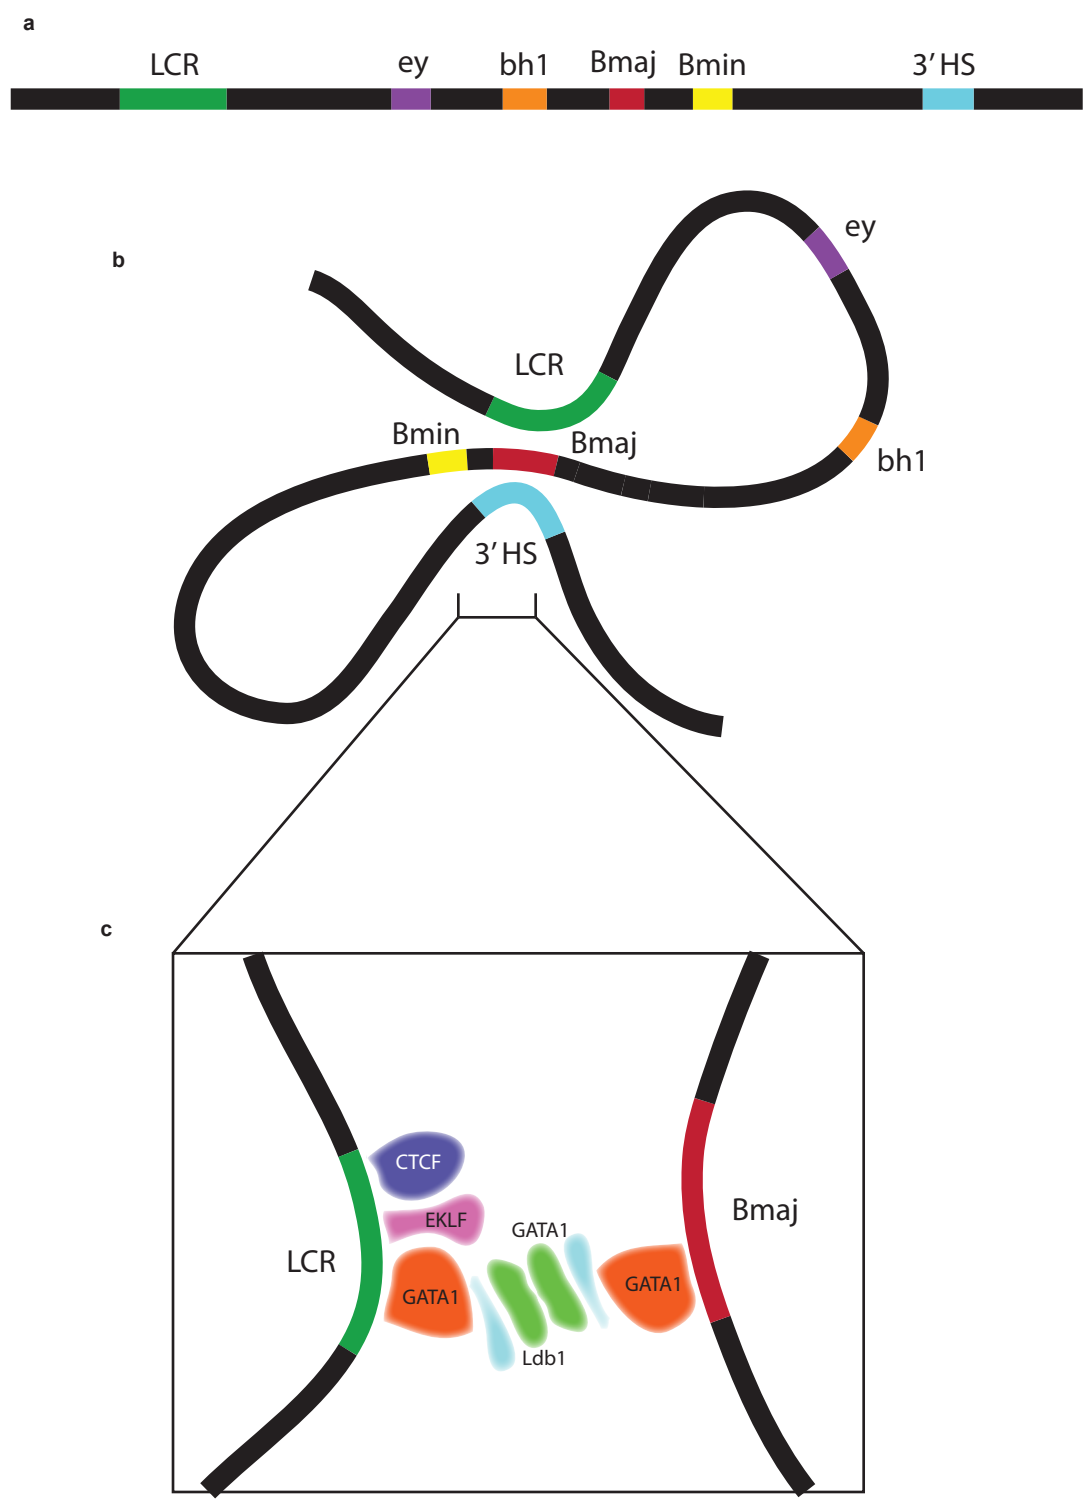 a
LCR ey bh1 Bmaj Bmin 3’ HS
b
ey
LCR
Bmin Bmaj
bh1
3’ HS
c
CTCF
EKLF
Bmaj
GATA1
LCR
GATA1 GATA1
Ldb1